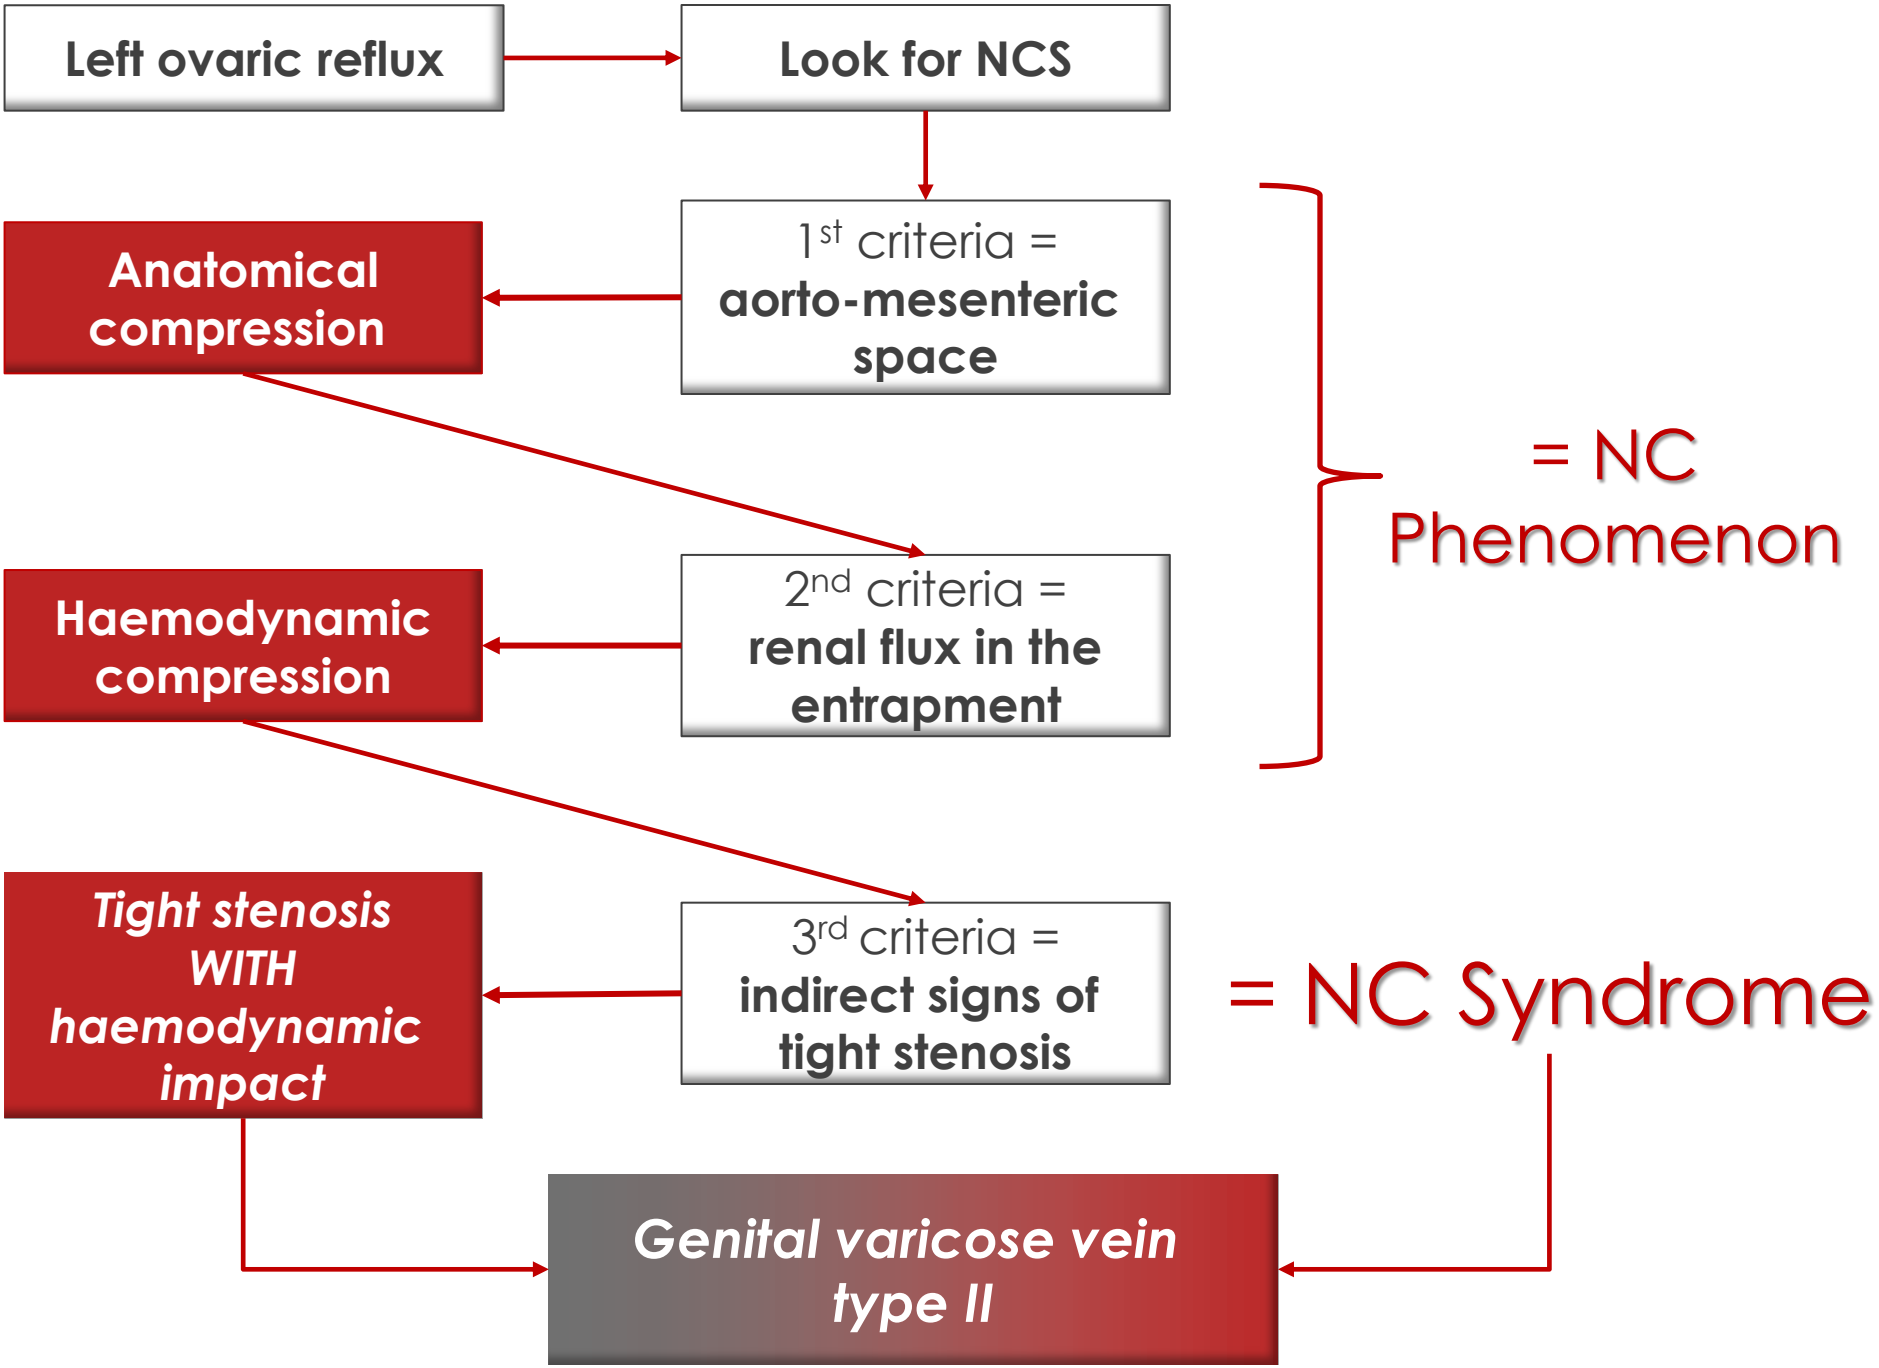 Left ovaric reflux
Look for NCS
1st criteria =
aorto-mesenteric
space
Anatomical
compression
= NC
Phenomenon
2nd criteria =
renal flux in the
entrapment
Haemodynamic
compression
3rd criteria =
indirect signs of
tight stenosis
Tight stenosis
WITH
haemodynamic
impact
= NC Syndrome
Genital varicose vein
type II